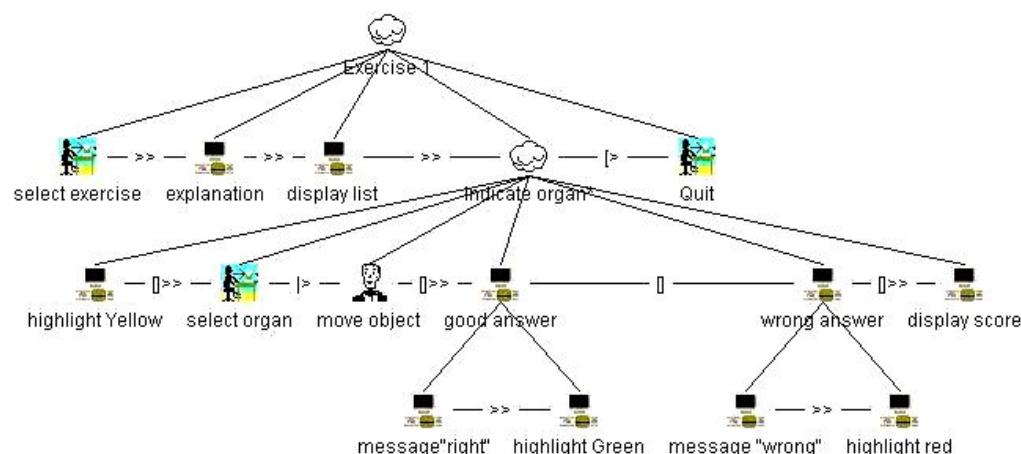 Exercise 1
>> >> >> [>
select exercise explanation display list Indicate organ* Quit
[]>> |> []>> [] []>>
highlight Yellow select organ move object good answer wrong answer display score
>> >>
message"right" highlight Green message "wrong" highlight red